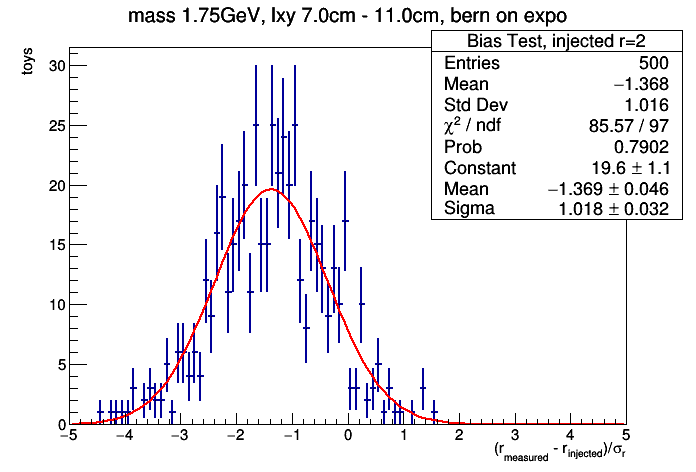 mass 1.75GeV, lxy 7.0cm - 11.0cm, bern on expo
toys
Bias Test, injected r=2
Entries 500
Mean −1.368
Std Dev 1.016
χ² / ndf 85.57 / 97
Prob 0.7902
Constant 19.6 ± 1.1
Mean −1.369 ± 0.046
Sigma 1.018 ± 0.032
30
25
20
15
10
5
0
−5 −4 −3 −2 −1 0 1 2 3 4 5
(r_measured - r_injected)/σ_r